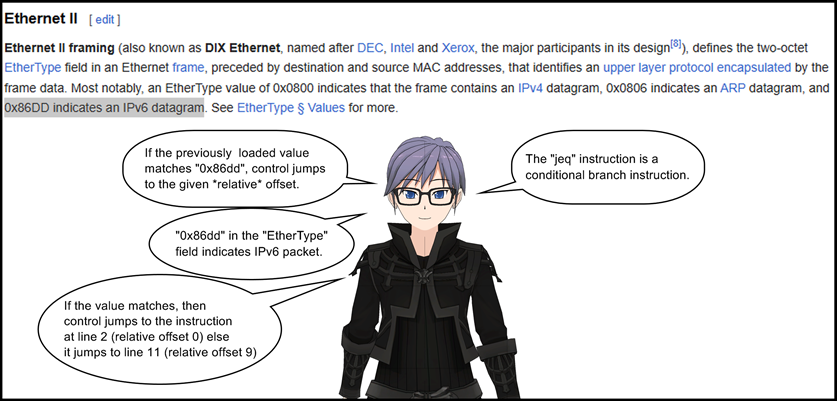 Ethernet II [ edit ]
Ethernet II framing (also known as DIX Ethernet, named after DEC, Intel and Xerox, the major participants in its design[8]), defines the two-octet
EtherType field in an Ethernet frame, preceded by destination and source MAC addresses, that identifies an upper layer protocol encapsulated by the
frame data. Most notably, an EtherType value of 0x0800 indicates that the frame contains an IPv4 datagram, 0x0806 indicates an ARP datagram, and
0x86DD indicates an IPv6 datagram. See EtherType § Values for more.
If the previously loaded value
matches "0x86dd", control jumps
to the given *relative* offset.
The "jeq" instruction is a
conditional branch instruction.
"0x86dd" in the "EtherType"
field indicates IPv6 packet.
If the value matches, then
control jumps to the instruction
at line 2 (relative offset 0) else
it jumps to line 11 (relative offset 9)